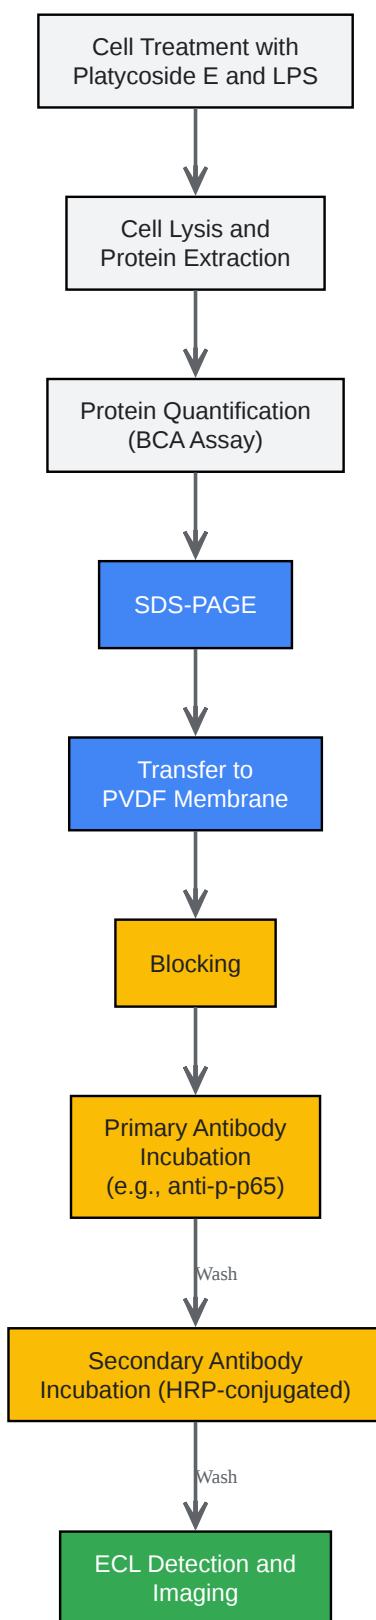 Cell Treatment with
Platycoside E and LPS
Cell Lysis and
Protein Extraction
Protein Quantification
(BCA Assay)
SDS-PAGE
Transfer to
PVDF Membrane
Blocking
Primary Antibody
Incubation
(e.g., anti-p-p65)
Wash
Secondary Antibody
Incubation (HRP-conjugated)
Wash
ECL Detection and
Imaging